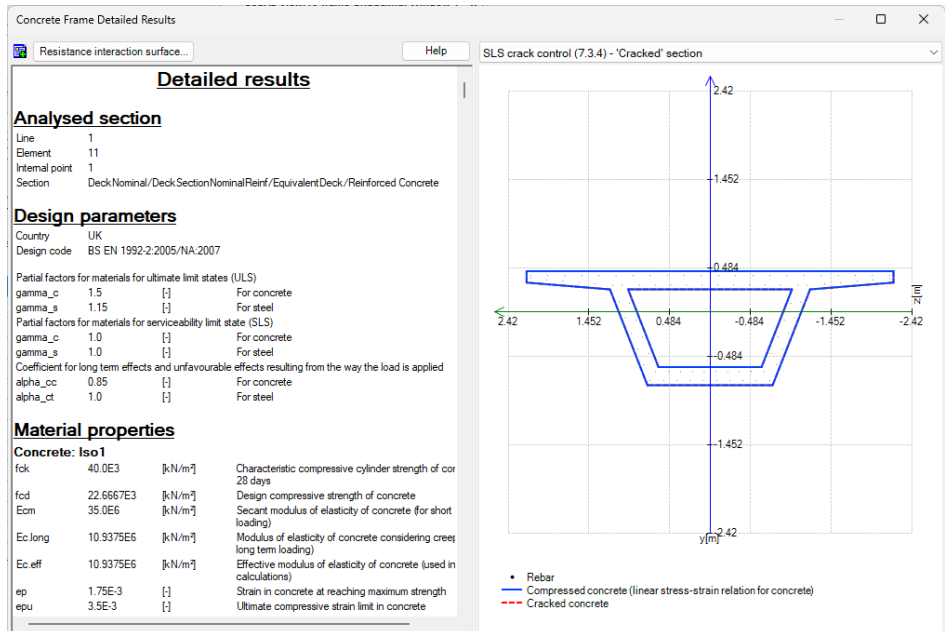 Concrete Frame Detailed Results
Resistance interaction surface...
Help
SLS crack control (7.3.4) - 'Cracked' section
Detailed results
Analysed section
Line 1
Element 11
Internal point 1
Section DeckNominal/DeckSectionNominalReinf/EquivalentDeck/Reinforced Concrete
Design parameters
Country UK
Design code BS EN 1992-2:2005/NA:2007
Partial factors for materials for ultimate limit states (ULS)
gamma_c 1.5 [-] For concrete
gamma_s 1.15 [-] For steel
Partial factors for materials for serviceability limit state (SLS)
gamma_c 1.0 [-] For concrete
gamma_s 1.0 [-] For steel
Coefficient for long term effects and unfavourable effects resulting from the way the load is applied
alpha_cc 0.85 [-] For concrete
alpha_ct 1.0 [-] For steel
Material properties
Concrete: Iso1
fck 40.0E3 [kN/m²] Characteristic compressive cylinder strength of cor
28 days
fcd 22.6667E3 [kN/m²] Design compressive strength of concrete
Ecm 35.0E6 [kN/m²] Secant modulus of elasticity of concrete (for short
loading)
Ec.long 10.9375E6 [kN/m²] Modulus of elasticity of concrete considering creep
long term loading)
Ec.eff 10.9375E6 [kN/m²] Effective modulus of elasticity of concrete (used in
calculations)
ep 1.75E-3 [-] Strain in concrete at reaching maximum strength
epu 3.5E-3 [-] Ultimate compressive strain limit in concrete
2.42
1.452
0.484
z[m]
2.42 1.452 0.484 -0.484 -1.452 -2.42
-0.484
-1.452
-2.42
y[m]
Rebar
Compressed concrete (linear stress-strain relation for concrete)
Cracked concrete